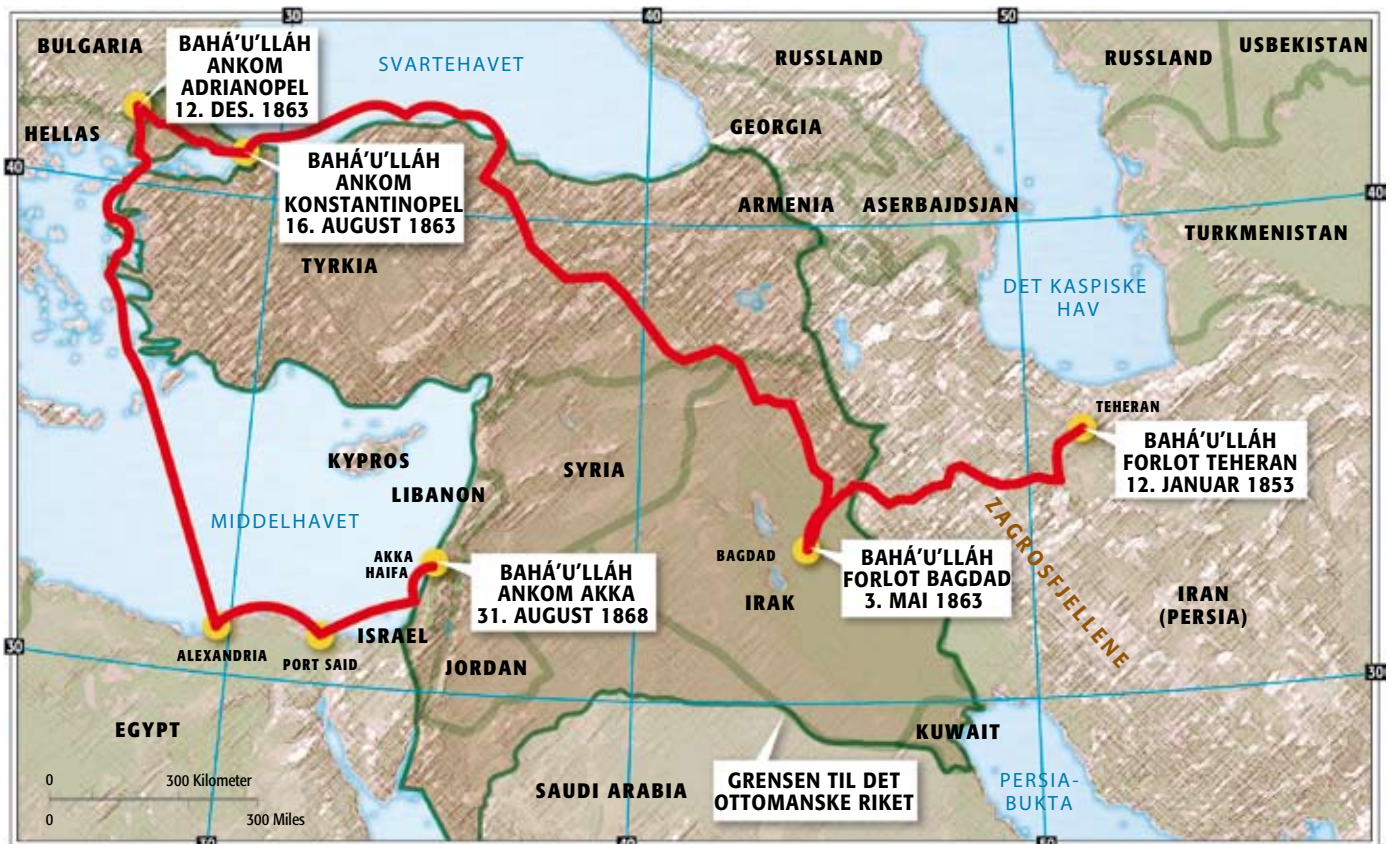 30
40
50
BULGARIA
BAHÁ'U'LLÁH
ANKOM
ADRIANOPEL
12. DES. 1863
SVARTEHAVET
RUSSLAND
RUSSLAND
USBEKISTAN
HELLAS
GEORGIA
40
BAHÁ'U'LLÁH
ANKOM
KONSTANTINOPEL
16. AUGUST 1863
ARMENIA
ASERBAJDSJAN
40
TURKMENISTAN
TYRKIA
DET KASPISKE
HAV
TEHERAN
BAHÁ'U'LLÁH
FORLOT TEHERAN
12. JANUAR 1853
KYPROS
SYRIA
LIBANON
MIDDELHAVET
ZAGROSFJELLENE
AKKA
HAIFA
BAHÁ'U'LLÁH
ANKOM AKKA
31. AUGUST 1868
BAGDAD
BAHÁ'U'LLÁH
FORLOT BAGDAD
3. MAI 1863
IRAK
IRAN
(PERSIA)
ISRAEL
30
ALEXANDRIA
PORT SAID
JORDAN
30
EGYPT
KUWAIT
0
300 Kilometer
0
300 Miles
SAUDI ARABIA
GRENSEN TIL DET
OTTOMANSKE RIKET
PERSIA-
BUKTA
30
40
50